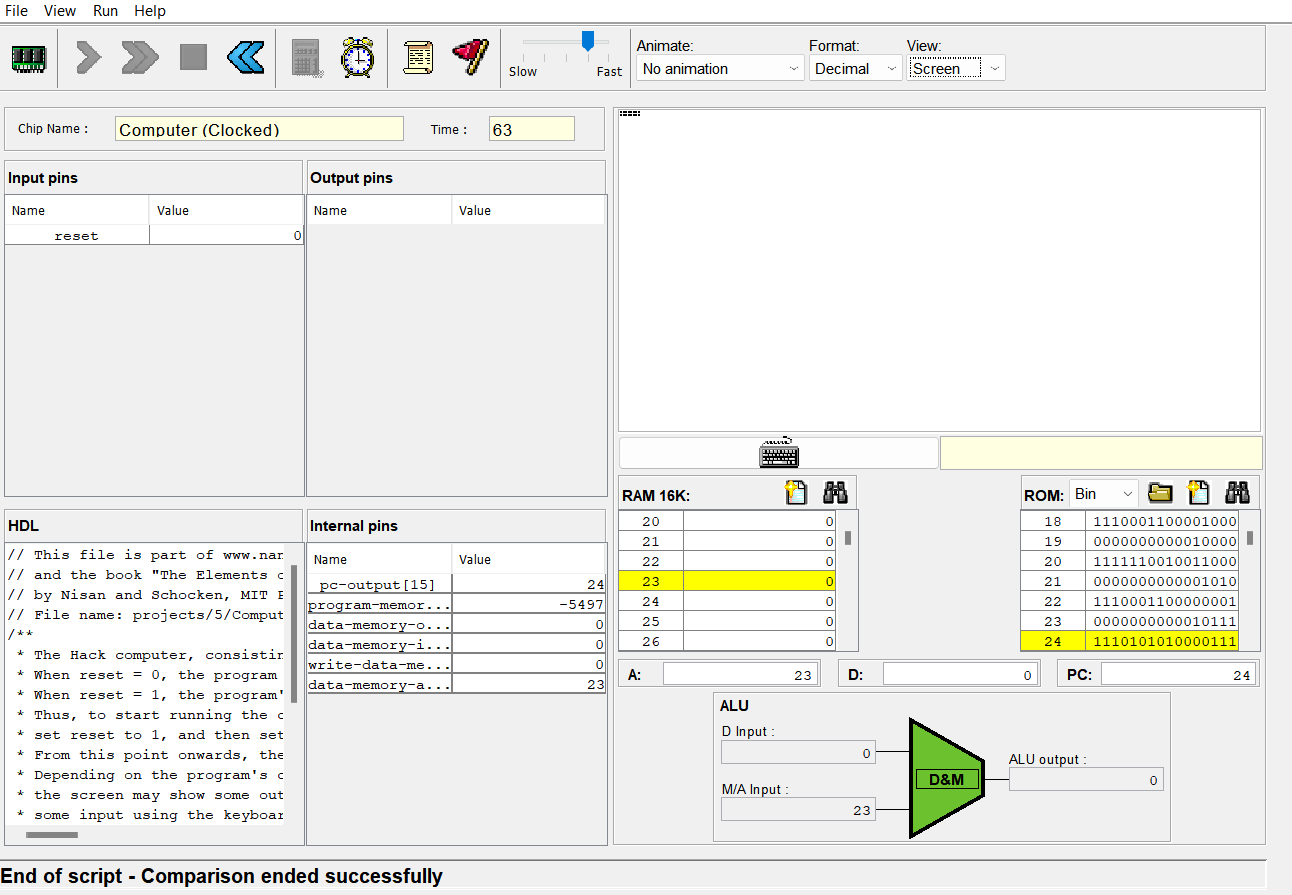 File View Run Help
Slow Fast
Animate: Format: View:
No animation Decimal Screen
Chip Name : Computer (Clocked) Time : 63
Input pins
Name Value
reset 0
Output pins
Name Value
HDL
// This file is part of www.nan
// and the book "The Elements o
// by Nisan and Schocken, MIT P
// File name: projects/5/Comput
/**
* The Hack computer, consistin
* When reset = 0, the program
* When reset = 1, the program'
* Thus, to start running the c
* set reset to 1, and then set
* From this point onwards, the
* Depending on the program's c
* the screen may show some out
* some input using the keyboar
Internal pins
Name Value
pc-output[15] 24
program-memor... -5497
data-memory-o... 0
data-memory-i... 0
write-data-me... 0
data-memory-a... 23
RAM 16K:
20 0
21 0
22 0
23 0
24 0
25 0
26 0
ROM: Bin
18 1110001100001000
19 0000000000010000
20 1111110010011000
21 0000000000001010
22 1110001100000001
23 0000000000010111
24 1110101010000111
A: 23 D: 0 PC: 24
ALU
D Input :
0
M/A Input :
23
D&M
ALU output :
0
End of script - Comparison ended successfully